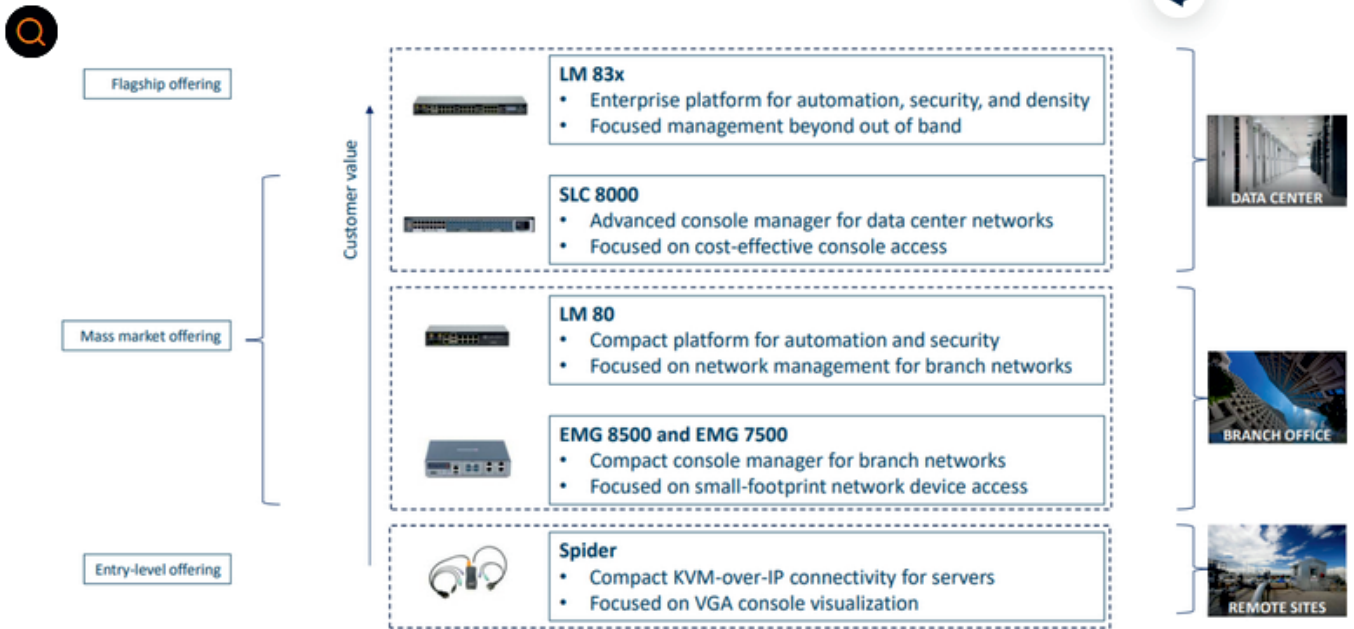 Flagship offering
LM 83x
• Enterprise platform for automation, security, and density
• Focused management beyond out of band
DATA CENTER
Customer value
SLC 8000
• Advanced console manager for data center networks
• Focused on cost-effective console access
Mass market offering
LM 80
• Compact platform for automation and security
• Focused on network management for branch networks
BRANCH OFFICE
EMG 8500 and EMG 7500
• Compact console manager for branch networks
• Focused on small-footprint network device access
Entry-level offering
Spider
• Compact KVM-over-IP connectivity for servers
• Focused on VGA console visualization
REMOTE SITES